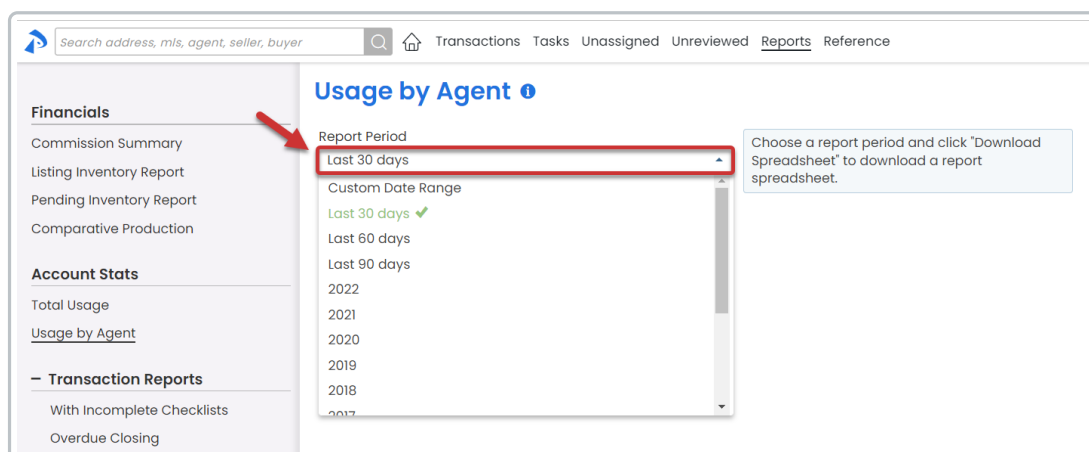 Search address, mls, agent, seller, buyer
Transactions Tasks Unassigned Unreviewed Reports Reference
Financials
Commission Summary
Listing Inventory Report
Pending Inventory Report
Comparative Production
Account Stats
Total Usage
Usage by Agent
– Transaction Reports
With Incomplete Checklists
Overdue Closing
Usage by Agent
Report Period
Last 30 days
Custom Date Range
Last 30 days
Last 60 days
Last 90 days
2022
2021
2020
2019
2018
2017
Choose a report period and click "Download
Spreadsheet" to download a report
spreadsheet.